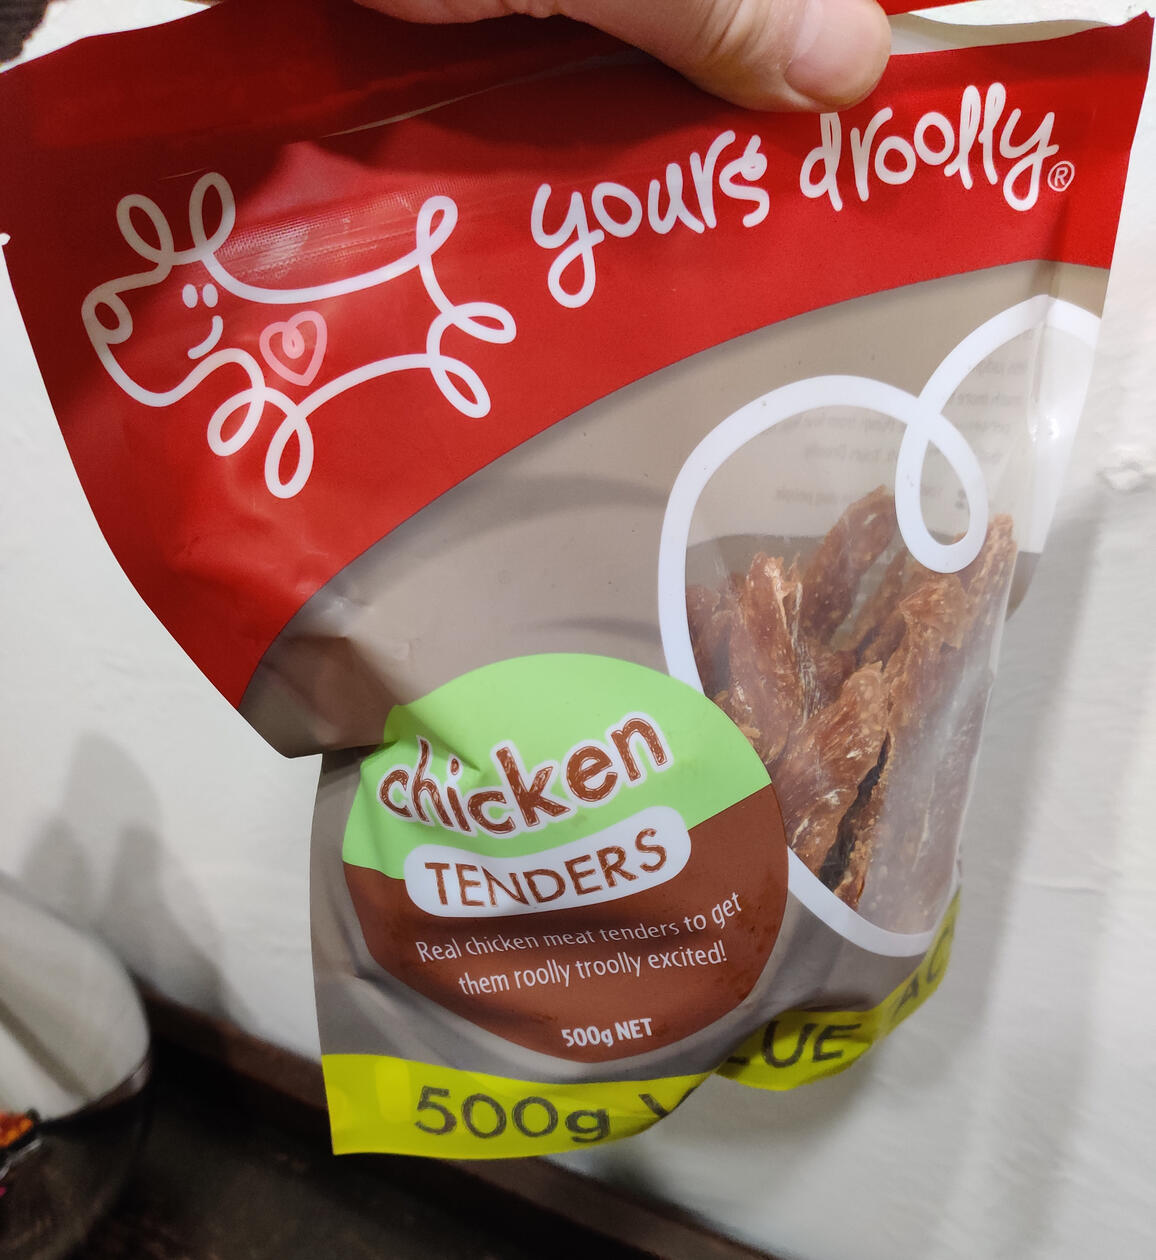 yours droolly®
chicken
TENDERS
Real chicken meat tenders to get
them roolly troolly excited!
500g NET
500g